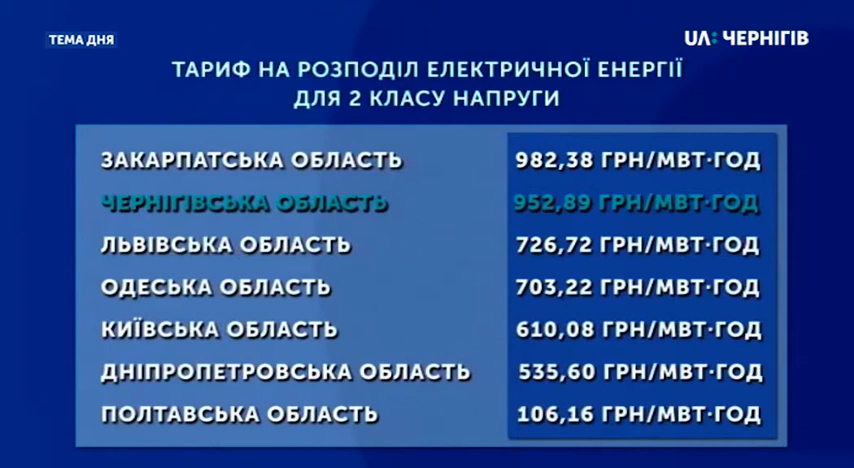 ТЕМА ДНЯ
UA: ЧЕРНІГІВ
ТАРИФ НА РОЗПОДІЛ ЕЛЕКТРИЧНОЇ ЕНЕРГІЇ
ДЛЯ 2 КЛАСУ НАПРУГИ
ЗАКАРПАТСЬКА ОБЛАСТЬ 982,38 ГРН/МВТ·ГОД
ЧЕРНІГІВСЬКА ОБЛАСТЬ 952,89 ГРН/МВТ·ГОД
ЛЬВІВСЬКА ОБЛАСТЬ 726,72 ГРН/МВТ·ГОД
ОДЕСЬКА ОБЛАСТЬ 703,22 ГРН/МВТ·ГОД
КИЇВСЬКА ОБЛАСТЬ 610,08 ГРН/МВТ·ГОД
ДНІПРОПЕТРОВСЬКА ОБЛАСТЬ 535,60 ГРН/МВТ·ГОД
ПОЛТАВСЬКА ОБЛАСТЬ 106,16 ГРН/МВТ·ГОД